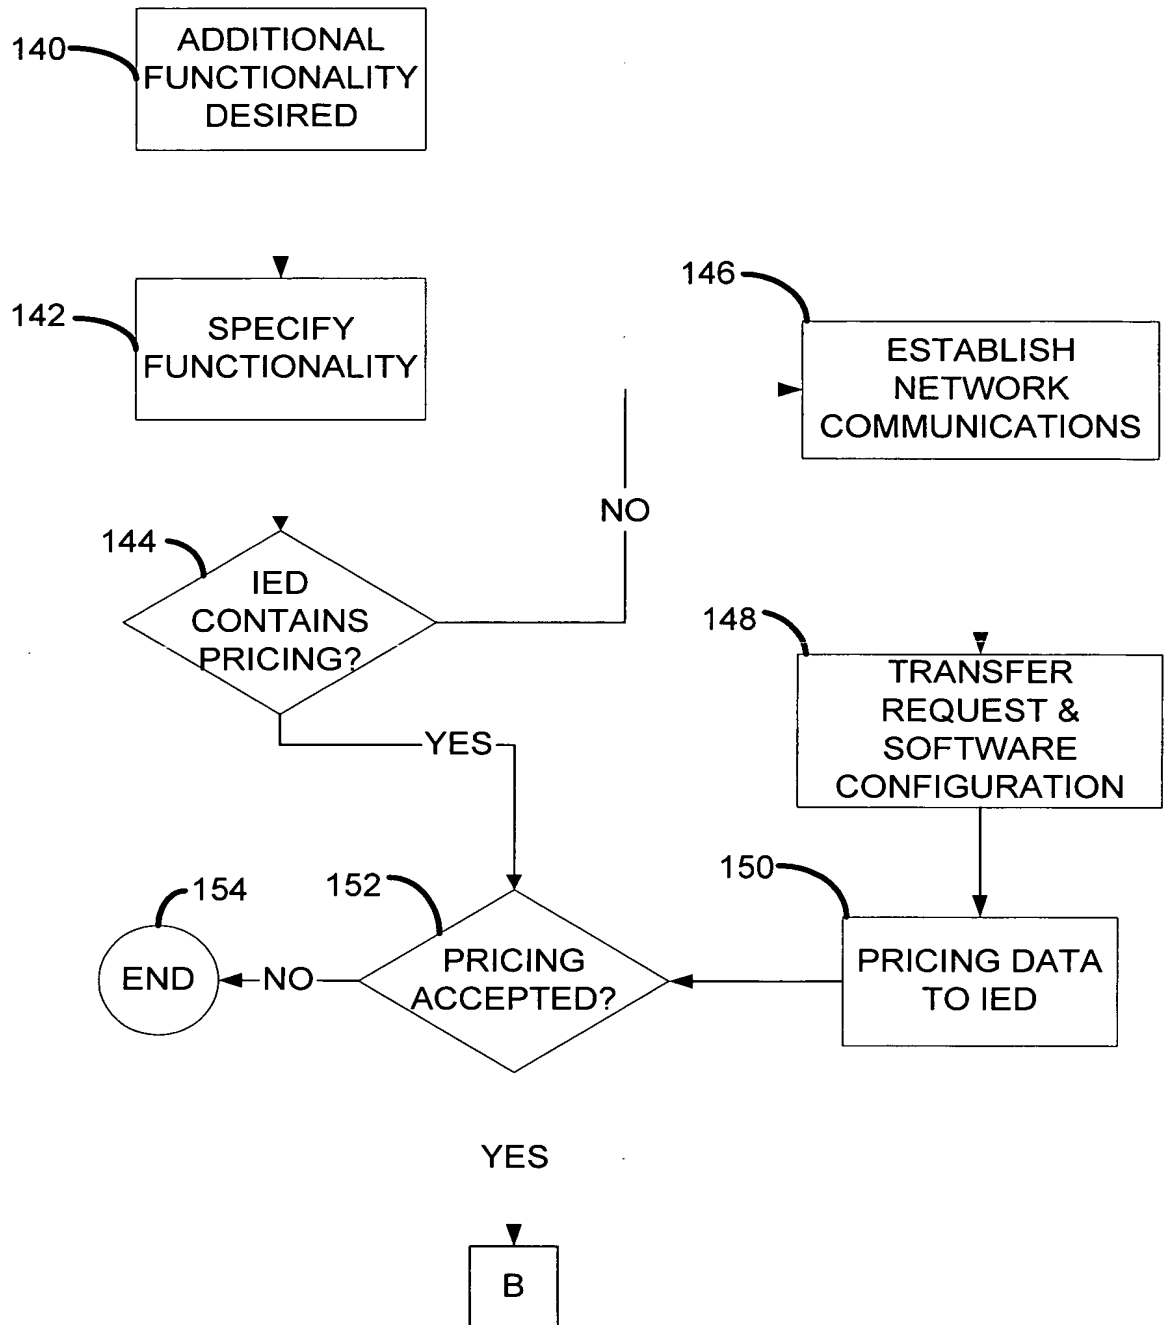 140
ADDITIONAL
FUNCTIONALITY
DESIRED
142
SPECIFY
FUNCTIONALITY
146
ESTABLISH
NETWORK
COMMUNICATIONS
NO
144
IED
CONTAINS
PRICING?
148
TRANSFER
REQUEST &
SOFTWARE
CONFIGURATION
YES
154
END
NO
152
PRICING
ACCEPTED?
150
PRICING DATA
TO IED
YES
B